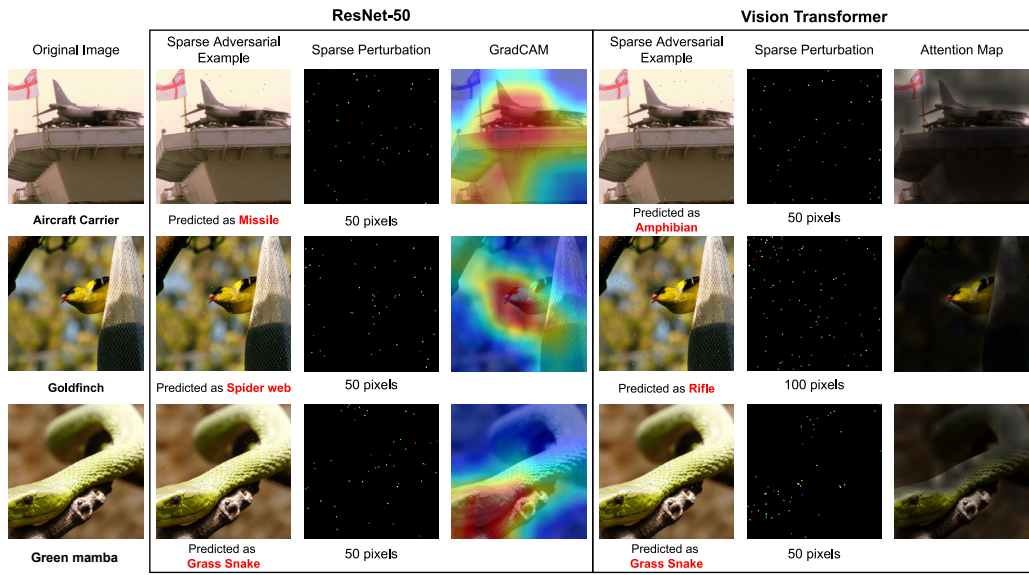 ResNet-50
Vision Transformer
Original Image
Sparse Adversarial
Example
Sparse Perturbation
GradCAM
Sparse Adversarial
Example
Sparse Perturbation
Attention Map
Aircraft Carrier
Predicted as Missile
50 pixels
Predicted as
Amphibian
50 pixels
Goldfinch
Predicted as Spider web
50 pixels
Predicted as Rifle
100 pixels
Green mamba
Predicted as
Grass Snake
50 pixels
Predicted as
Grass Snake
50 pixels